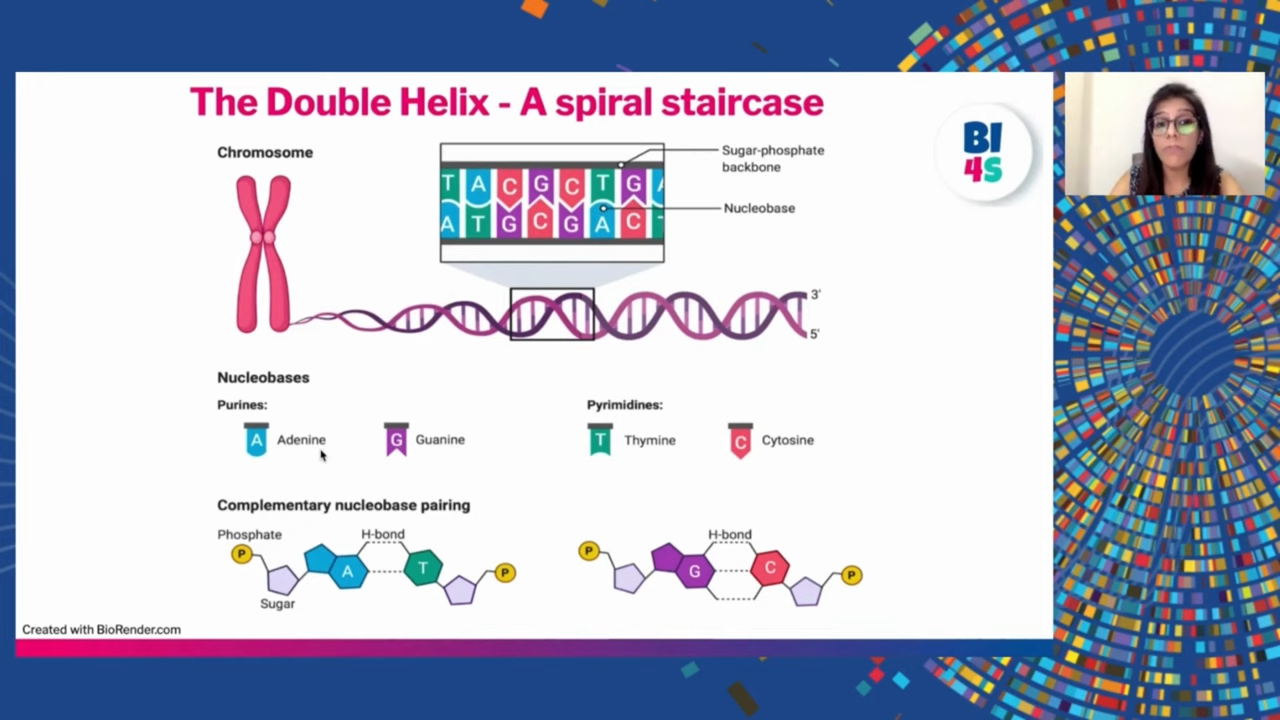 The Double Helix - A spiral staircase
BI
4S
Chromosome
Sugar-phosphate
backbone
T A C G C T G A
Nucleobase
A T G C G A C T
3'
5'
Nucleobases
Purines:
Pyrimidines:
A Adenine
G Guanine
T Thymine
C Cytosine
Complementary nucleobase pairing
Phosphate
H-bond
H-bond
P
A
T
P
P
G
C
P
Sugar
Created with BioRender.com